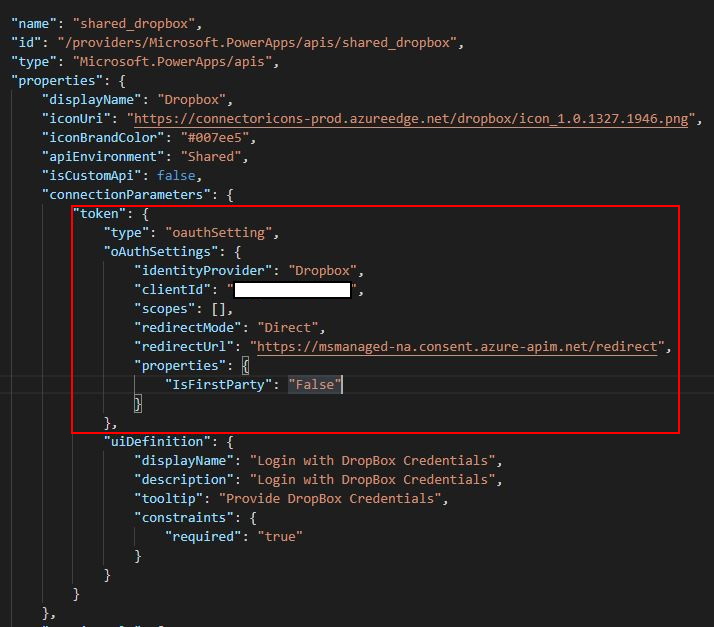 "name": "shared_dropbox",
"id": "/providers/Microsoft.PowerApps/apis/shared_dropbox",
"type": "Microsoft.PowerApps/apis",
"properties": {
"displayName": "Dropbox",
"iconUri": "https://connectoricons-prod.azureedge.net/dropbox/icon_1.0.1327.1946.png",
"iconBrandColor": "#007ee5",
"apiEnvironment": "Shared",
"isCustomApi": false,
"connectionParameters": {
"token": {
"type": "oauthSetting",
"oAuthSettings": {
"identityProvider": "Dropbox",
"clientId": "",
"scopes": [],
"redirectMode": "Direct",
"redirectUrl": "https://msmanaged-na.consent.azure-apim.net/redirect",
"properties": {
"IsFirstParty": "False"
}
},
"uiDefinition": {
"displayName": "Login with DropBox Credentials",
"description": "Login with DropBox Credentials",
"tooltip": "Provide DropBox Credentials",
"constraints": {
"required": "true"
}
}
}
},